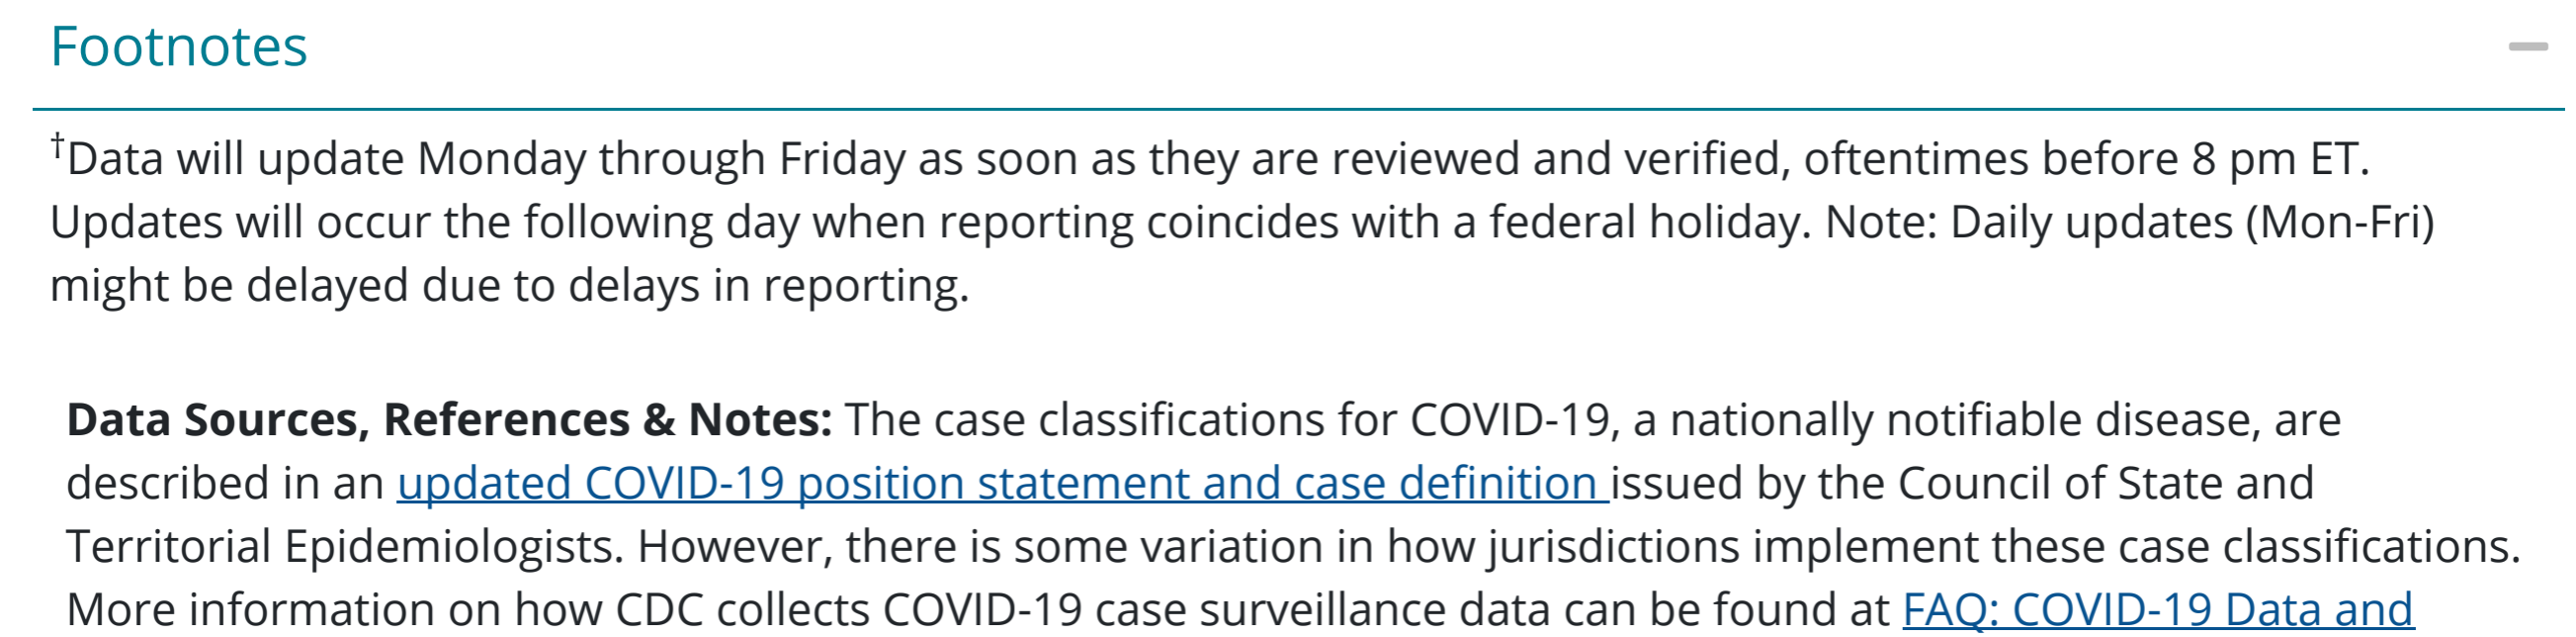 Footnotes
†Data will update Monday through Friday as soon as they are reviewed and verified, oftentimes before 8 pm ET.
Updates will occur the following day when reporting coincides with a federal holiday. Note: Daily updates (Mon-Fri)
might be delayed due to delays in reporting.
Data Sources, References & Notes: The case classifications for COVID-19, a nationally notifiable disease, are
described in an updated COVID-19 position statement and case definition issued by the Council of State and
Territorial Epidemiologists. However, there is some variation in how jurisdictions implement these case classifications.
More information on how CDC collects COVID-19 case surveillance data can be found at FAQ: COVID-19 Data and